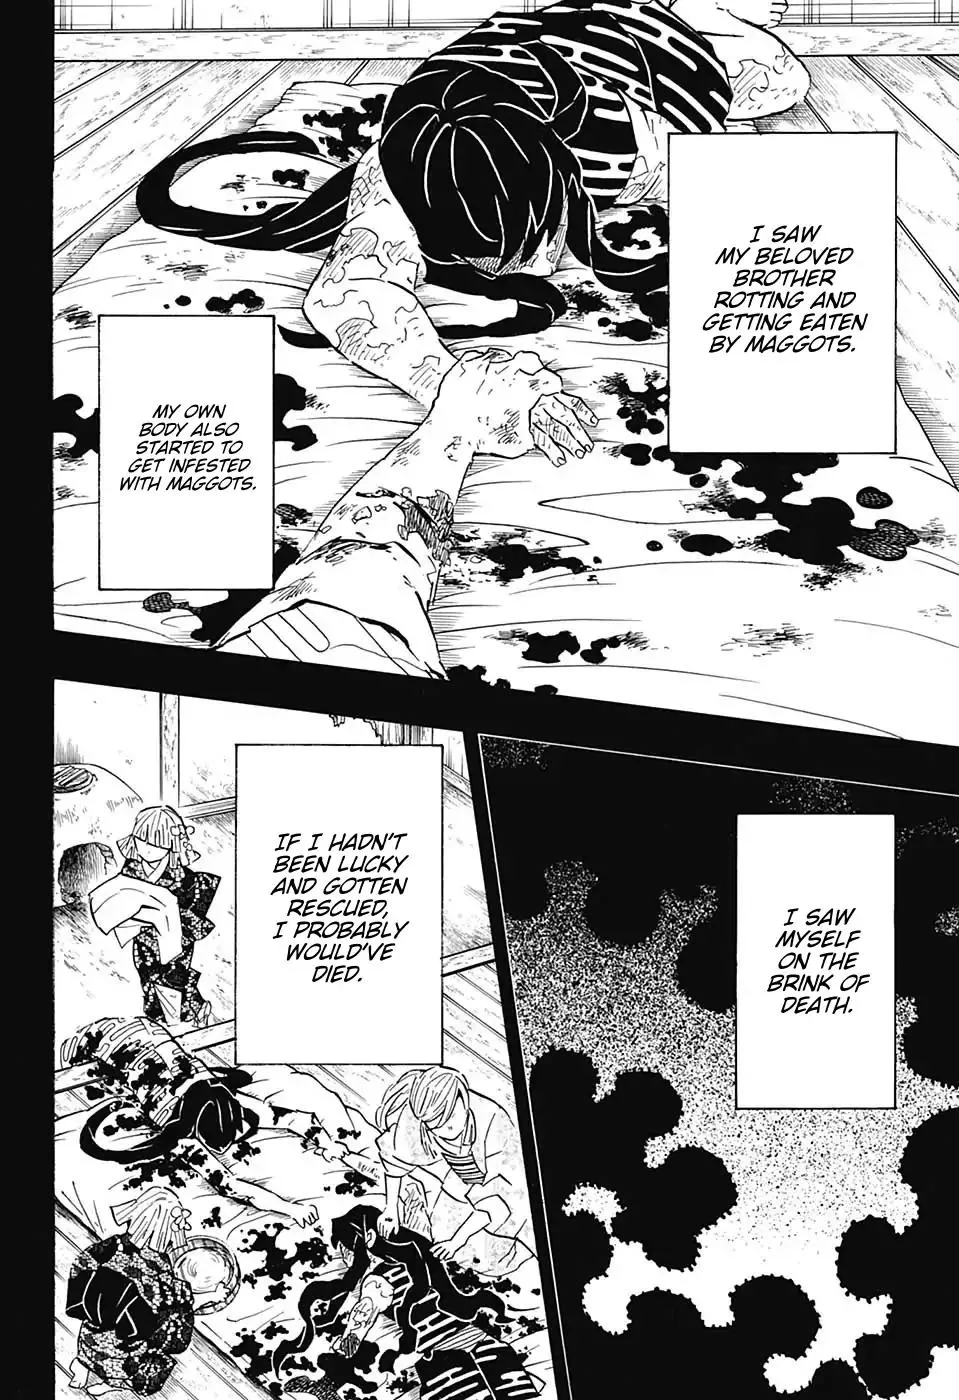 I SAW
MY BELOVED
BROTHER
ROTTING AND
GETTING EATEN
BY MAGGOTS.
MY OWN
BODY ALSO
STARTED TO
GET INFESTED
WITH MAGGOTS.
I SAW
MYSELF
ON THE
BRINK OF
DEATH.
IF I HADN'T
BEEN LUCKY
AND GOTTEN
RESCUED,
I PROBABLY
WOULD'VE
DIED.